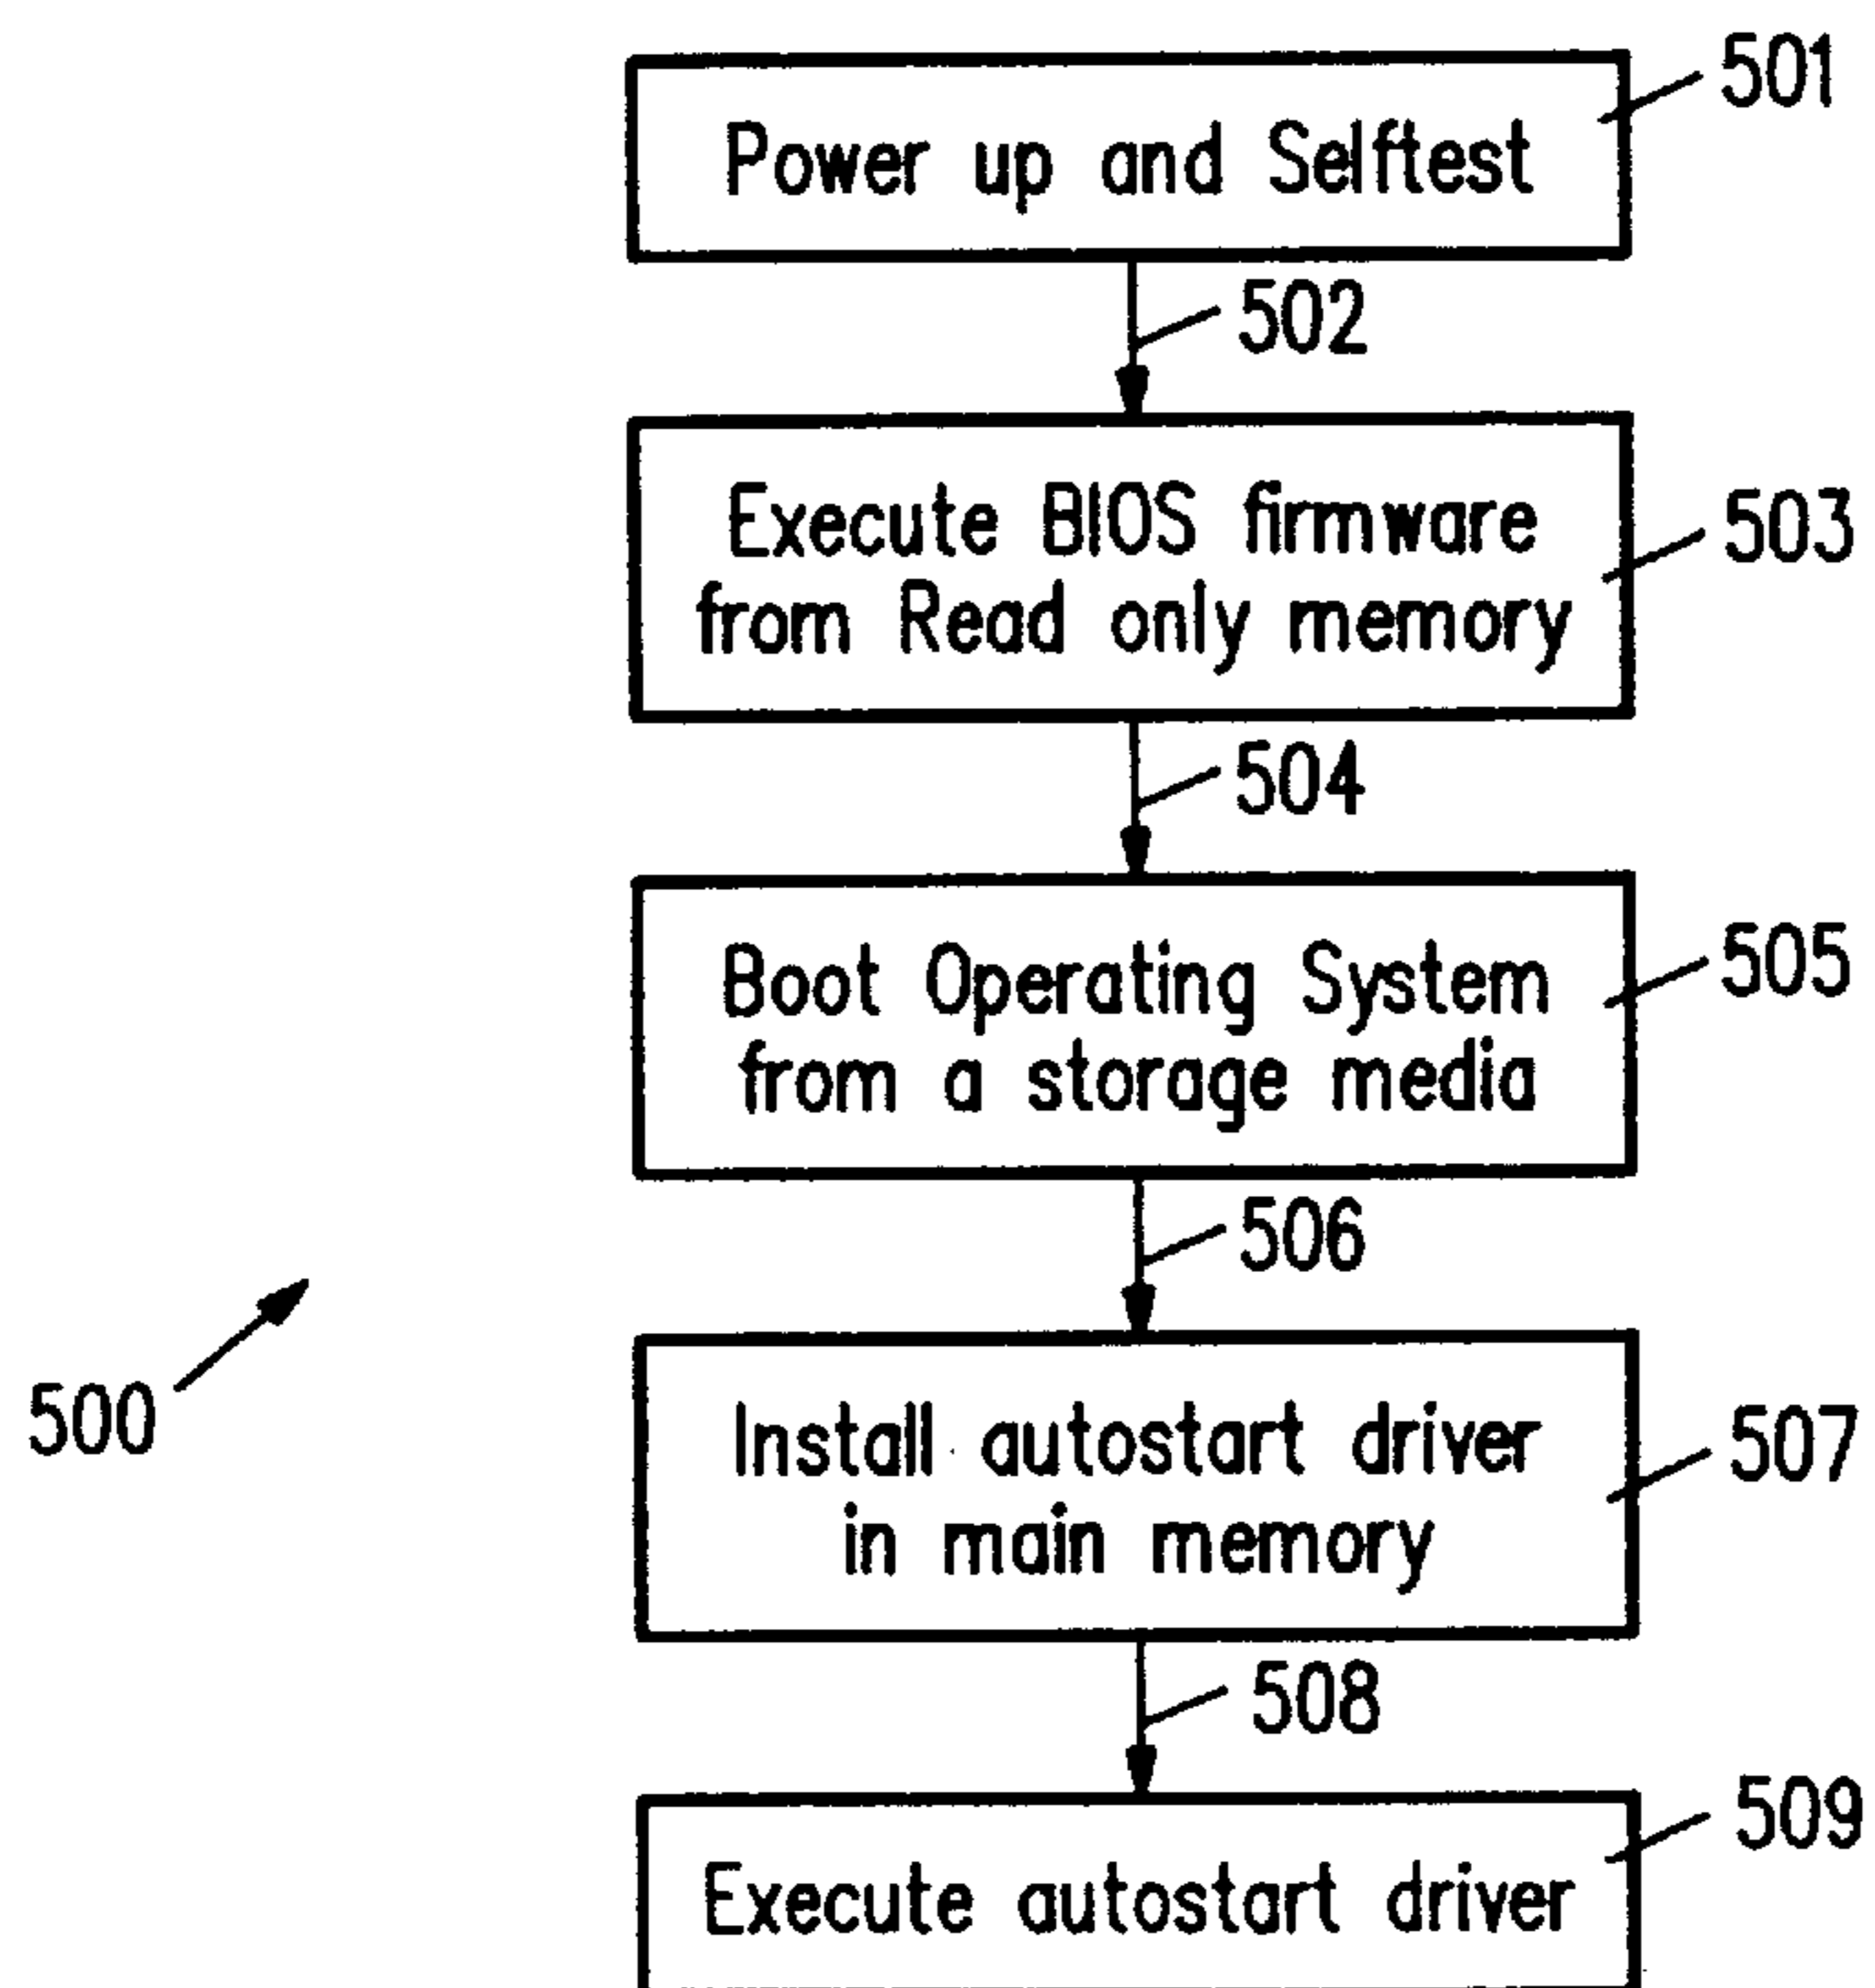 501
Power up and Selftest
502
Execute BIOS firmware
from Read only memory
503
504
Boot Operating System
from a storage media
505
506
500
Install autostart driver
in main memory
507
508
509
Execute autostart driver